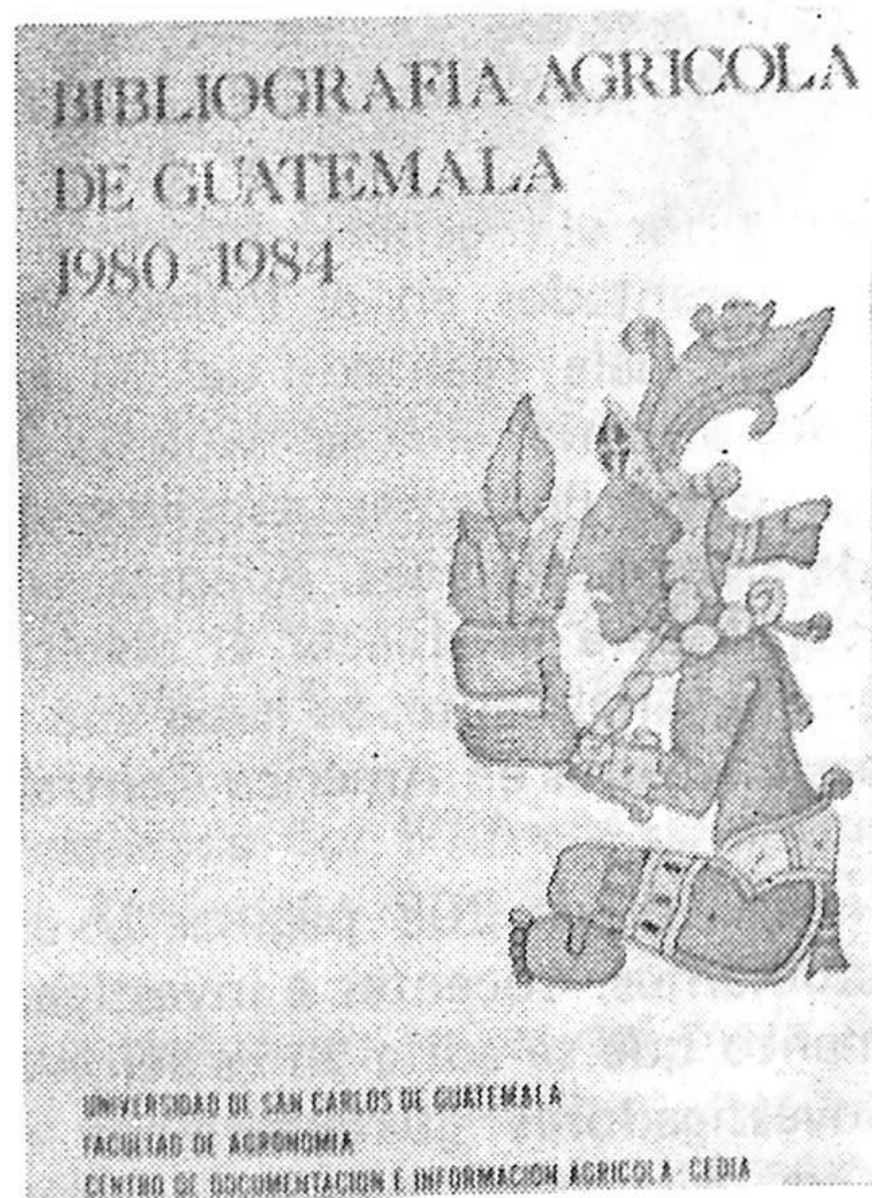 BIBLIOGRAFIA AGRICOLA
DE GUATEMALA
1980-1984
UNIVERSIDAD DE SAN CARLOS DE GUATEMALA
FACULTAD DE AGRONOMIA
CENTRO DE DOCUMENTACION E INFORMACION AGRICOLA CEDIA